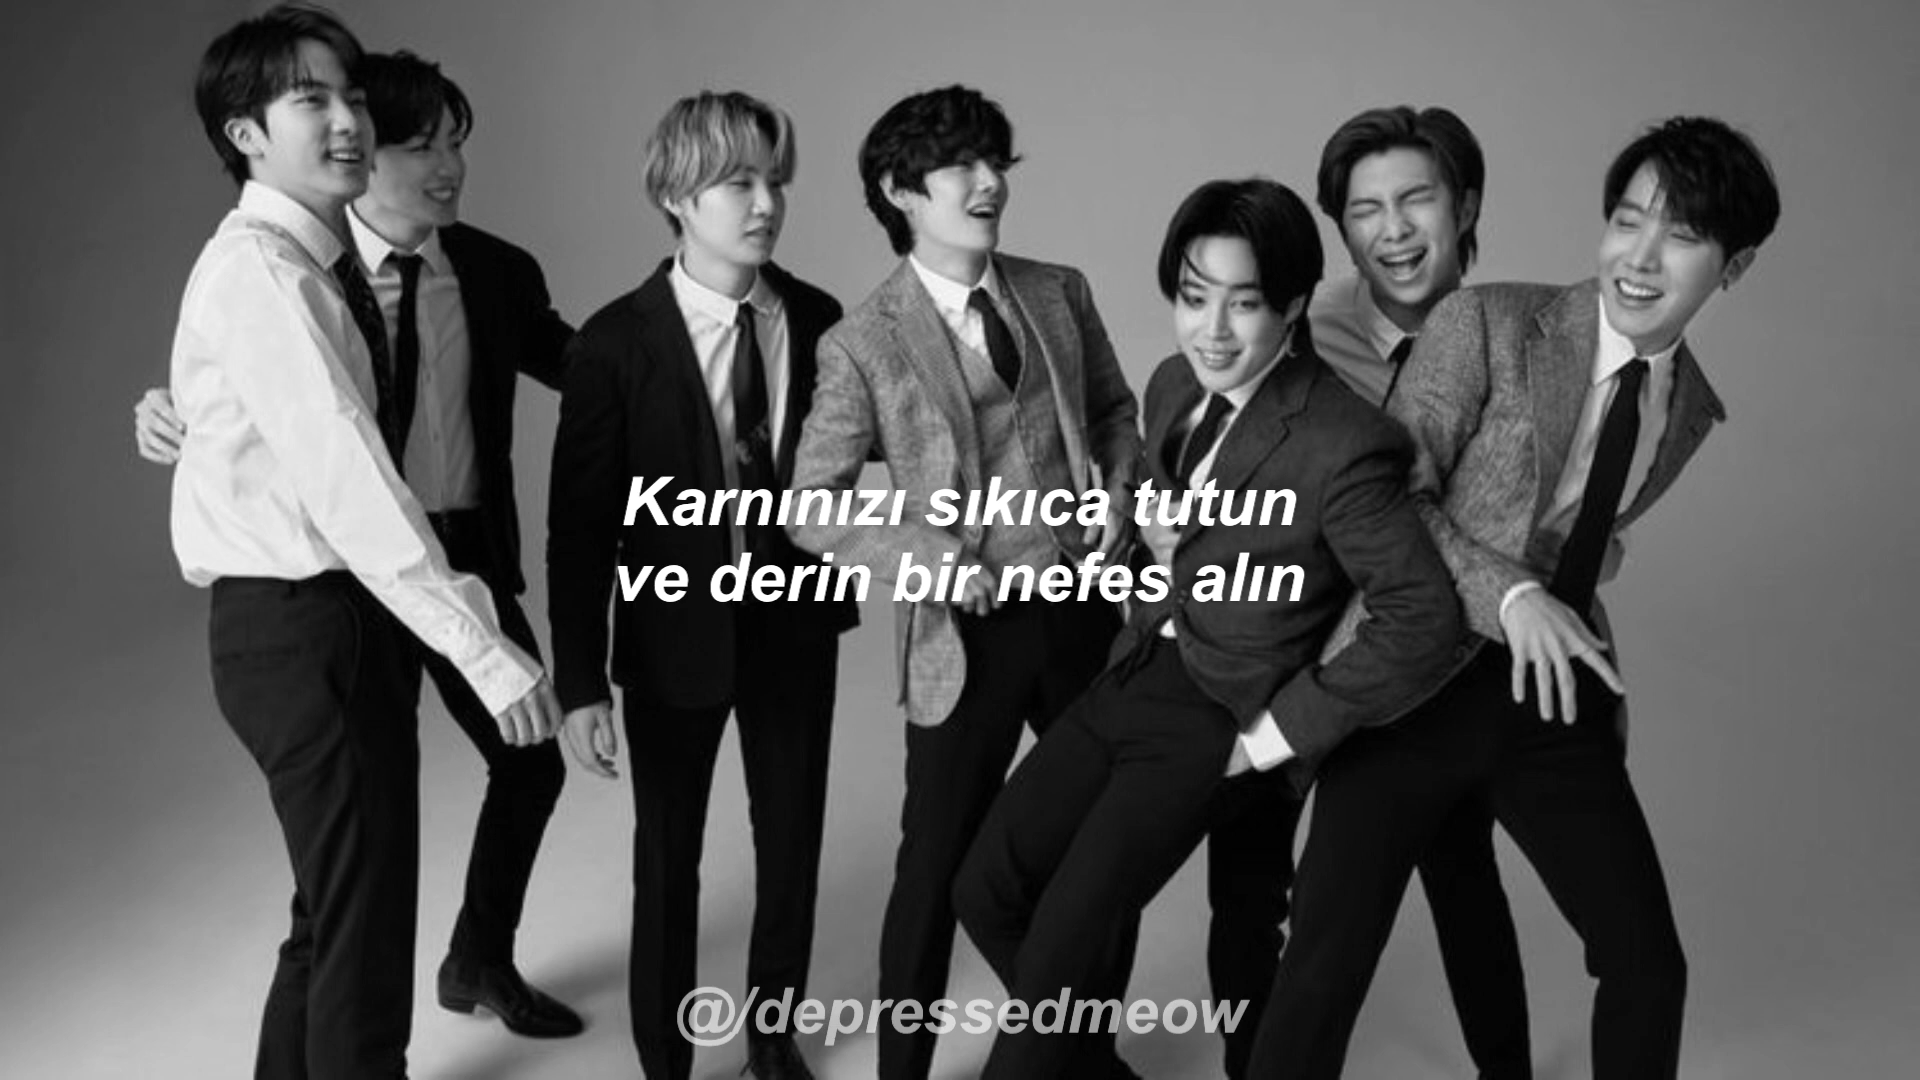 Karnınızı sıkıca tutun
ve derin bir nefes alın
@/depressedmeow